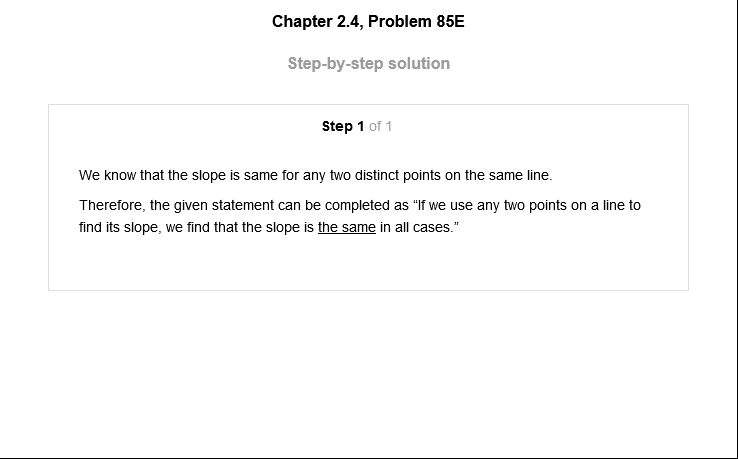 Chapter 2.4, Problem 85E
Step-by-step solution
Step 1 of 1
We know that the slope is same for any two distinct points on the same line.
Therefore, the given statement can be completed as “If we use any two points on a line to
find its slope, we find that the slope is the same in all cases.”